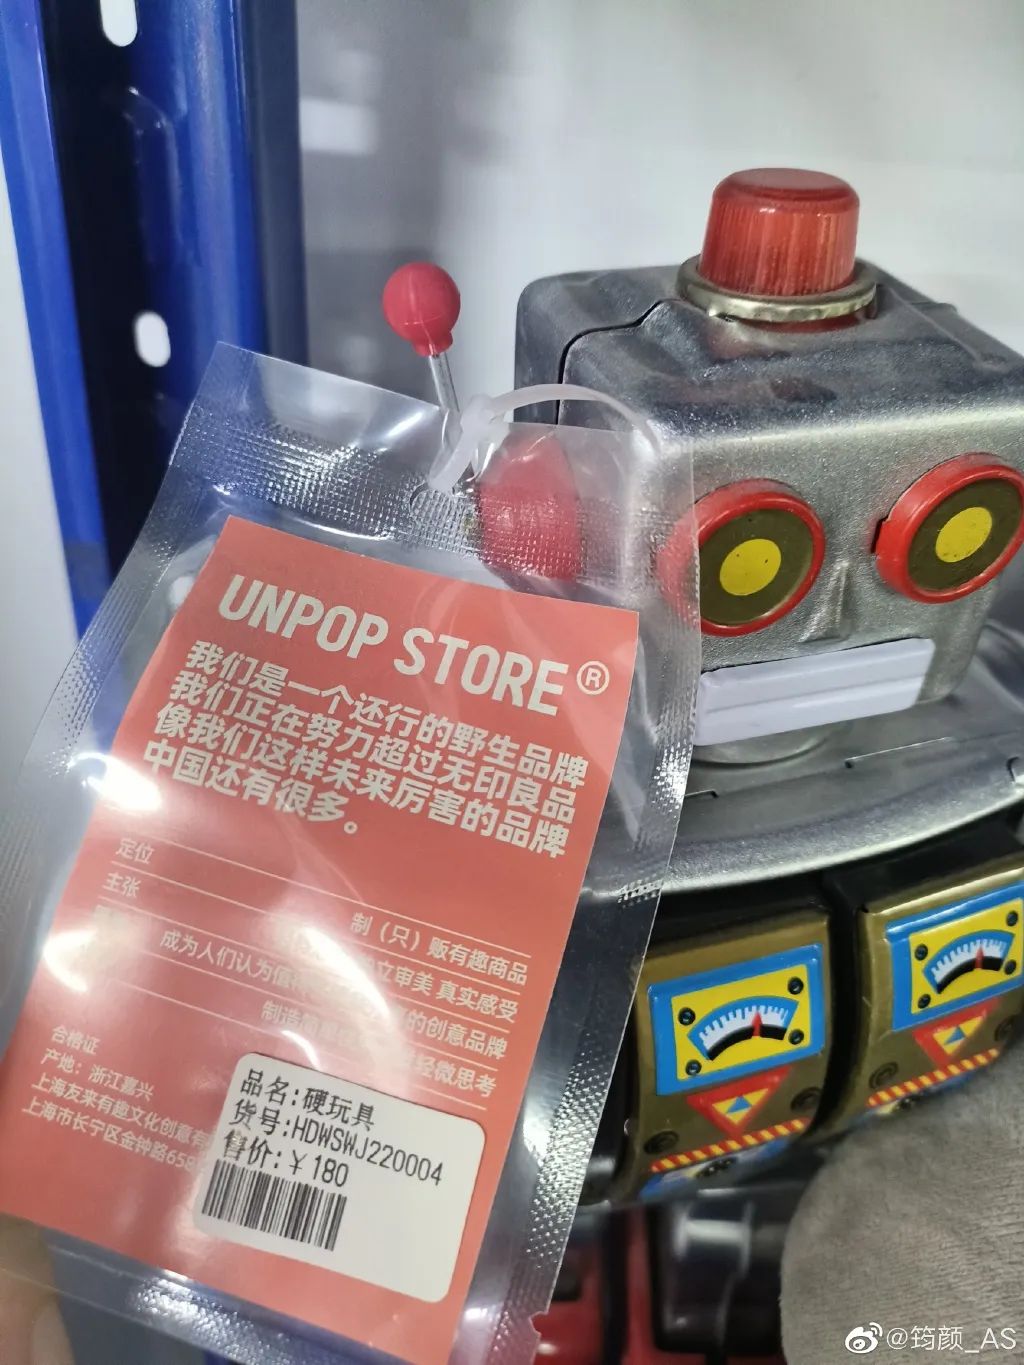 UNPOP STORE®
我们是一个还行的野生品牌
我们正在努力超过无印良品
像我们这样未来厉害的品牌
中国还有很多。
定位
制（只）贩有趣商品
主张
立审美 真实感受
成为人们认为值
的创意品牌
制造
轻微思考
合格证
产地：浙江嘉兴
上海友来有趣文化创意有
上海市长宁区金钟路658
品名:硬玩具
货号:HDWSWJ220004
售价:￥180
@筠颜_AS